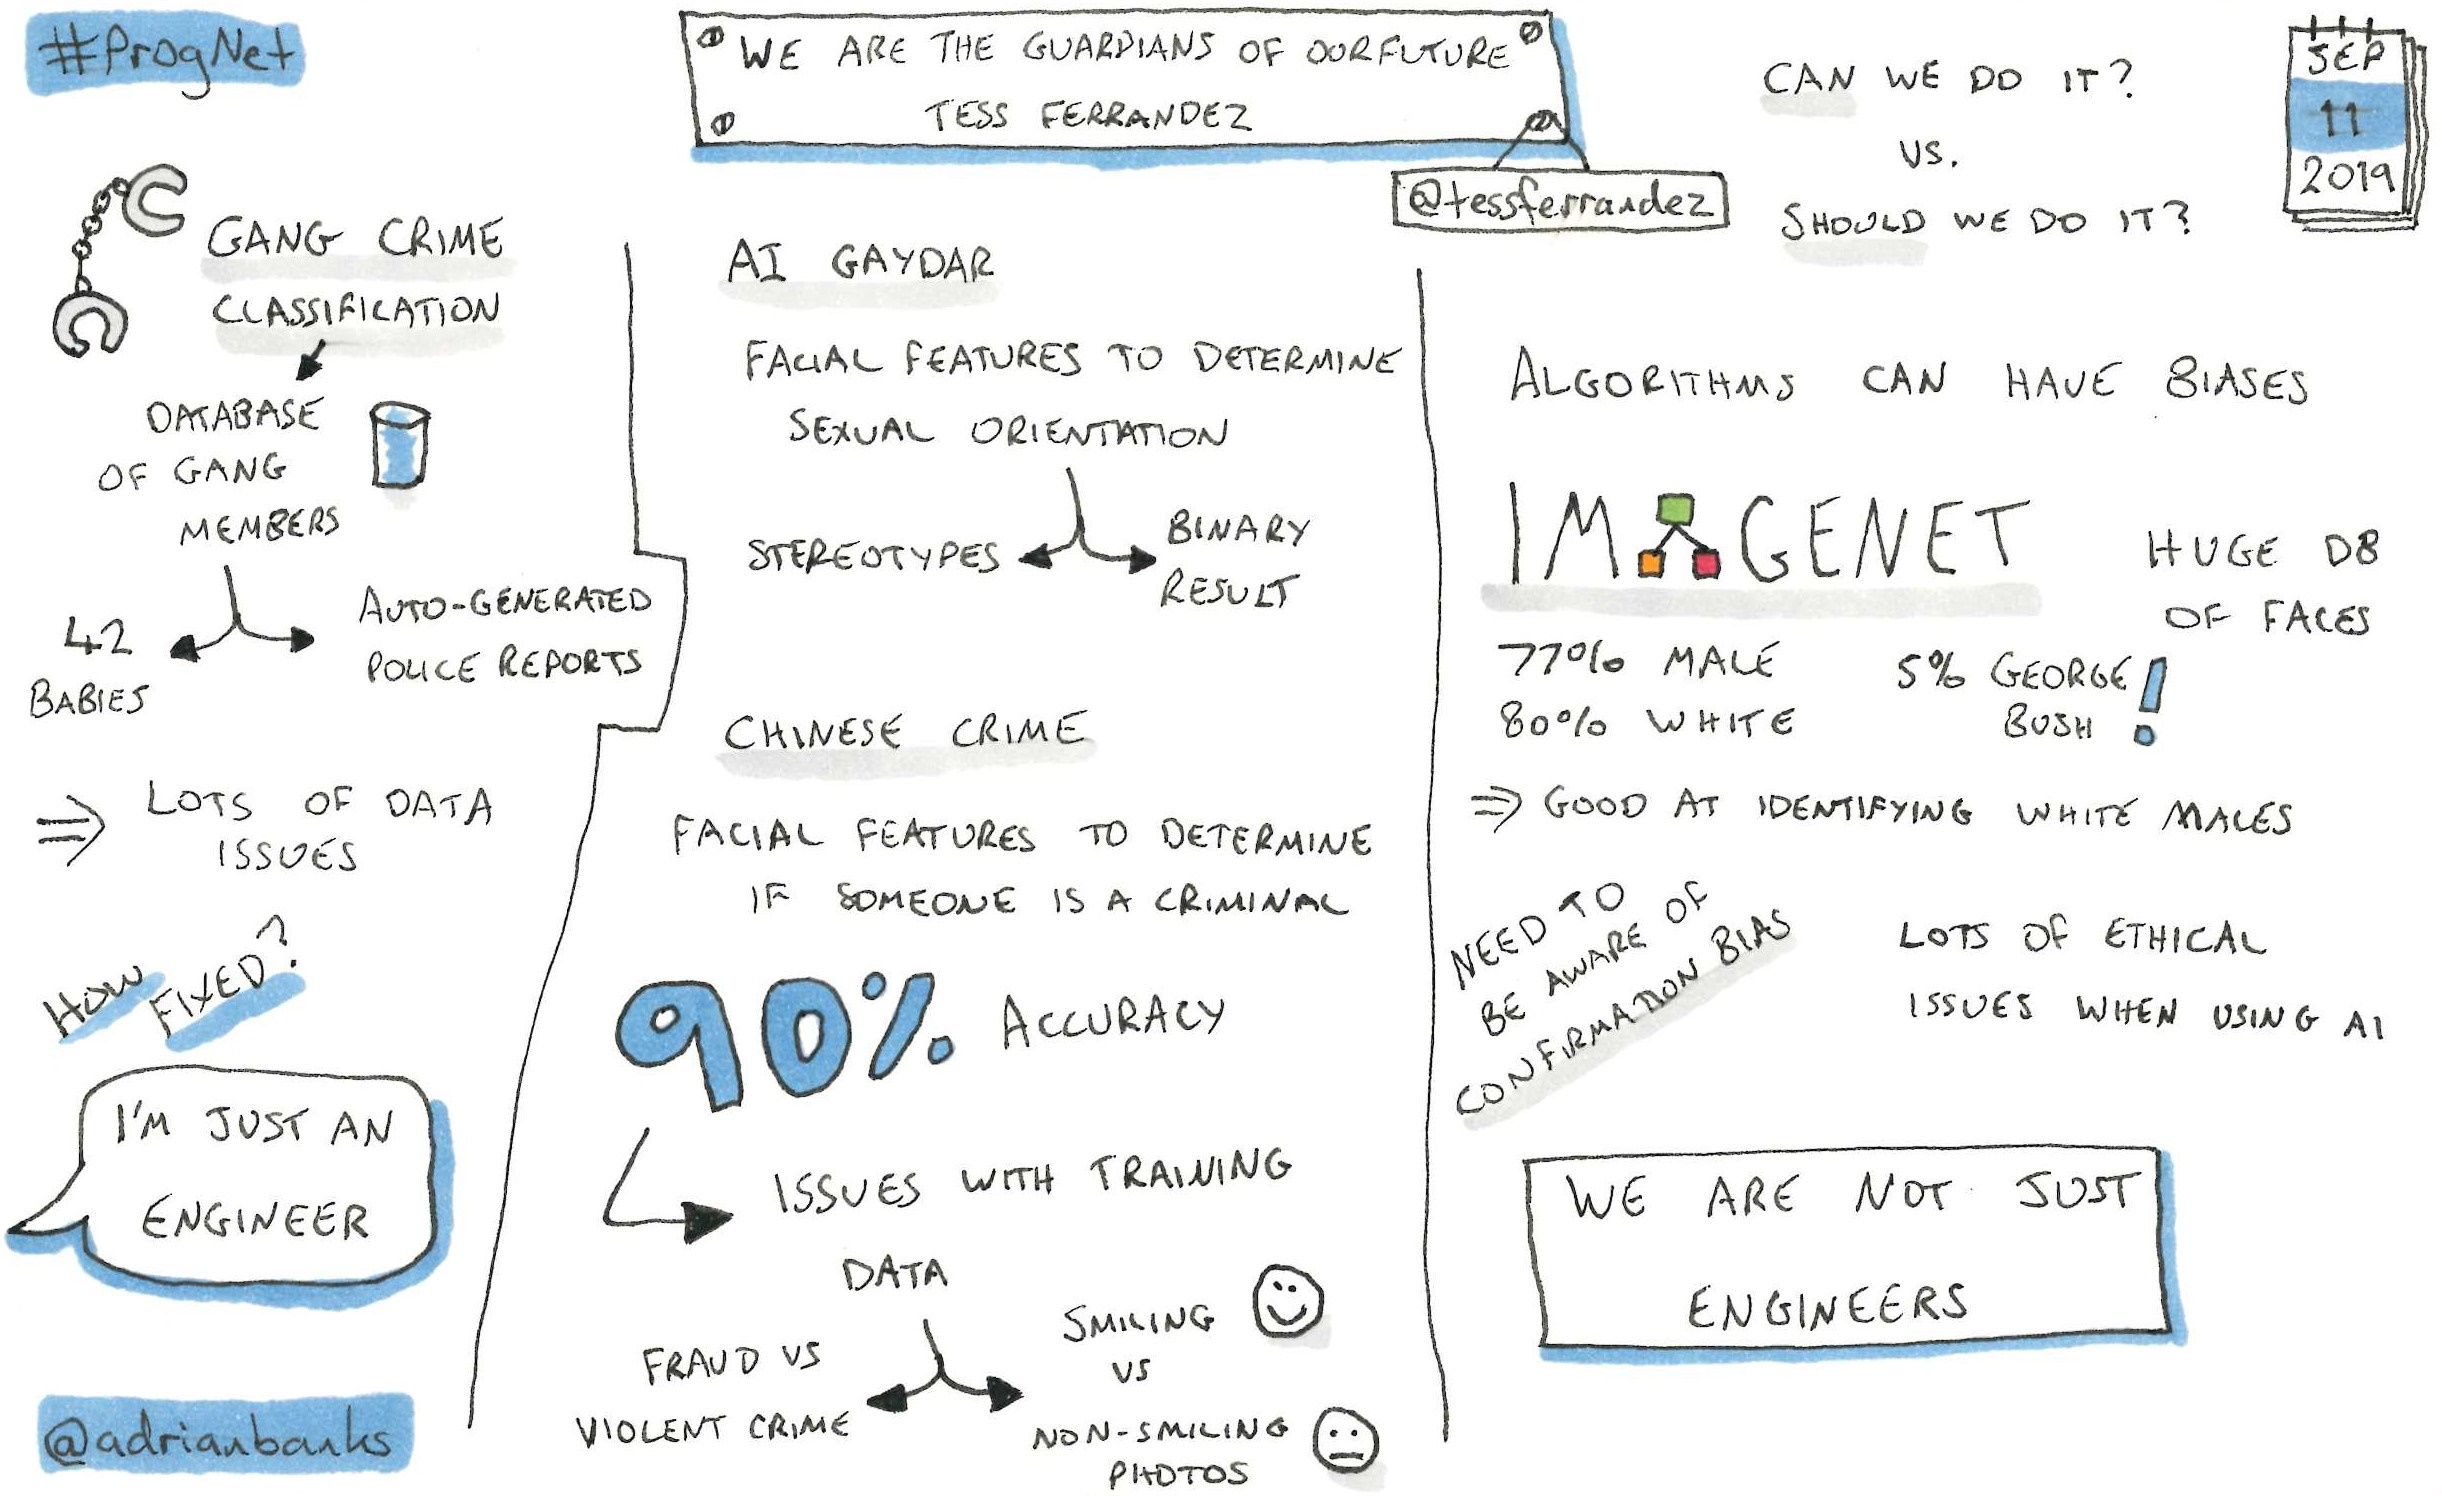 #ProgNet
WE ARE THE GUARDIANS OF OUR FUTURE
TESS FERRANDEZ
@tessferrandez
CAN WE DO IT?
VS.
SHOULD WE DO IT?
SEP
11
2019
GANG CRIME
CLASSIFICATION
DATABASE
OF GANG
MEMBERS
42
BABIES
AUTO-GENERATED
POLICE REPORTS
⇒ LOTS OF DATA
ISSUES
HOW
FIXED?
I'M JUST AN
ENGINEER
@adrianbanks
AI GAYDAR
FACIAL FEATURES TO DETERMINE
SEXUAL ORIENTATION
STEREOTYPES
BINARY
RESULT
CHINESE CRIME
FACIAL FEATURES TO DETERMINE
IF SOMEONE IS A CRIMINAL
90% ACCURACY
ISSUES WITH TRAINING
DATA
FRAUD VS
VIOLENT CRIME
SMILING
VS
NON-SMILING
PHOTOS
ALGORITHMS CAN HAVE BIASES
IMAGENET
HUGE DB
OF FACES
77% MALE
80% WHITE
5% GEORGE
BUSH !
⇒ GOOD AT IDENTIFYING WHITE MALES
NEED TO
BE AWARE OF
CONFIRMATION BIAS
LOTS OF ETHICAL
ISSUES WHEN USING AI
WE ARE NOT JUST
ENGINEERS